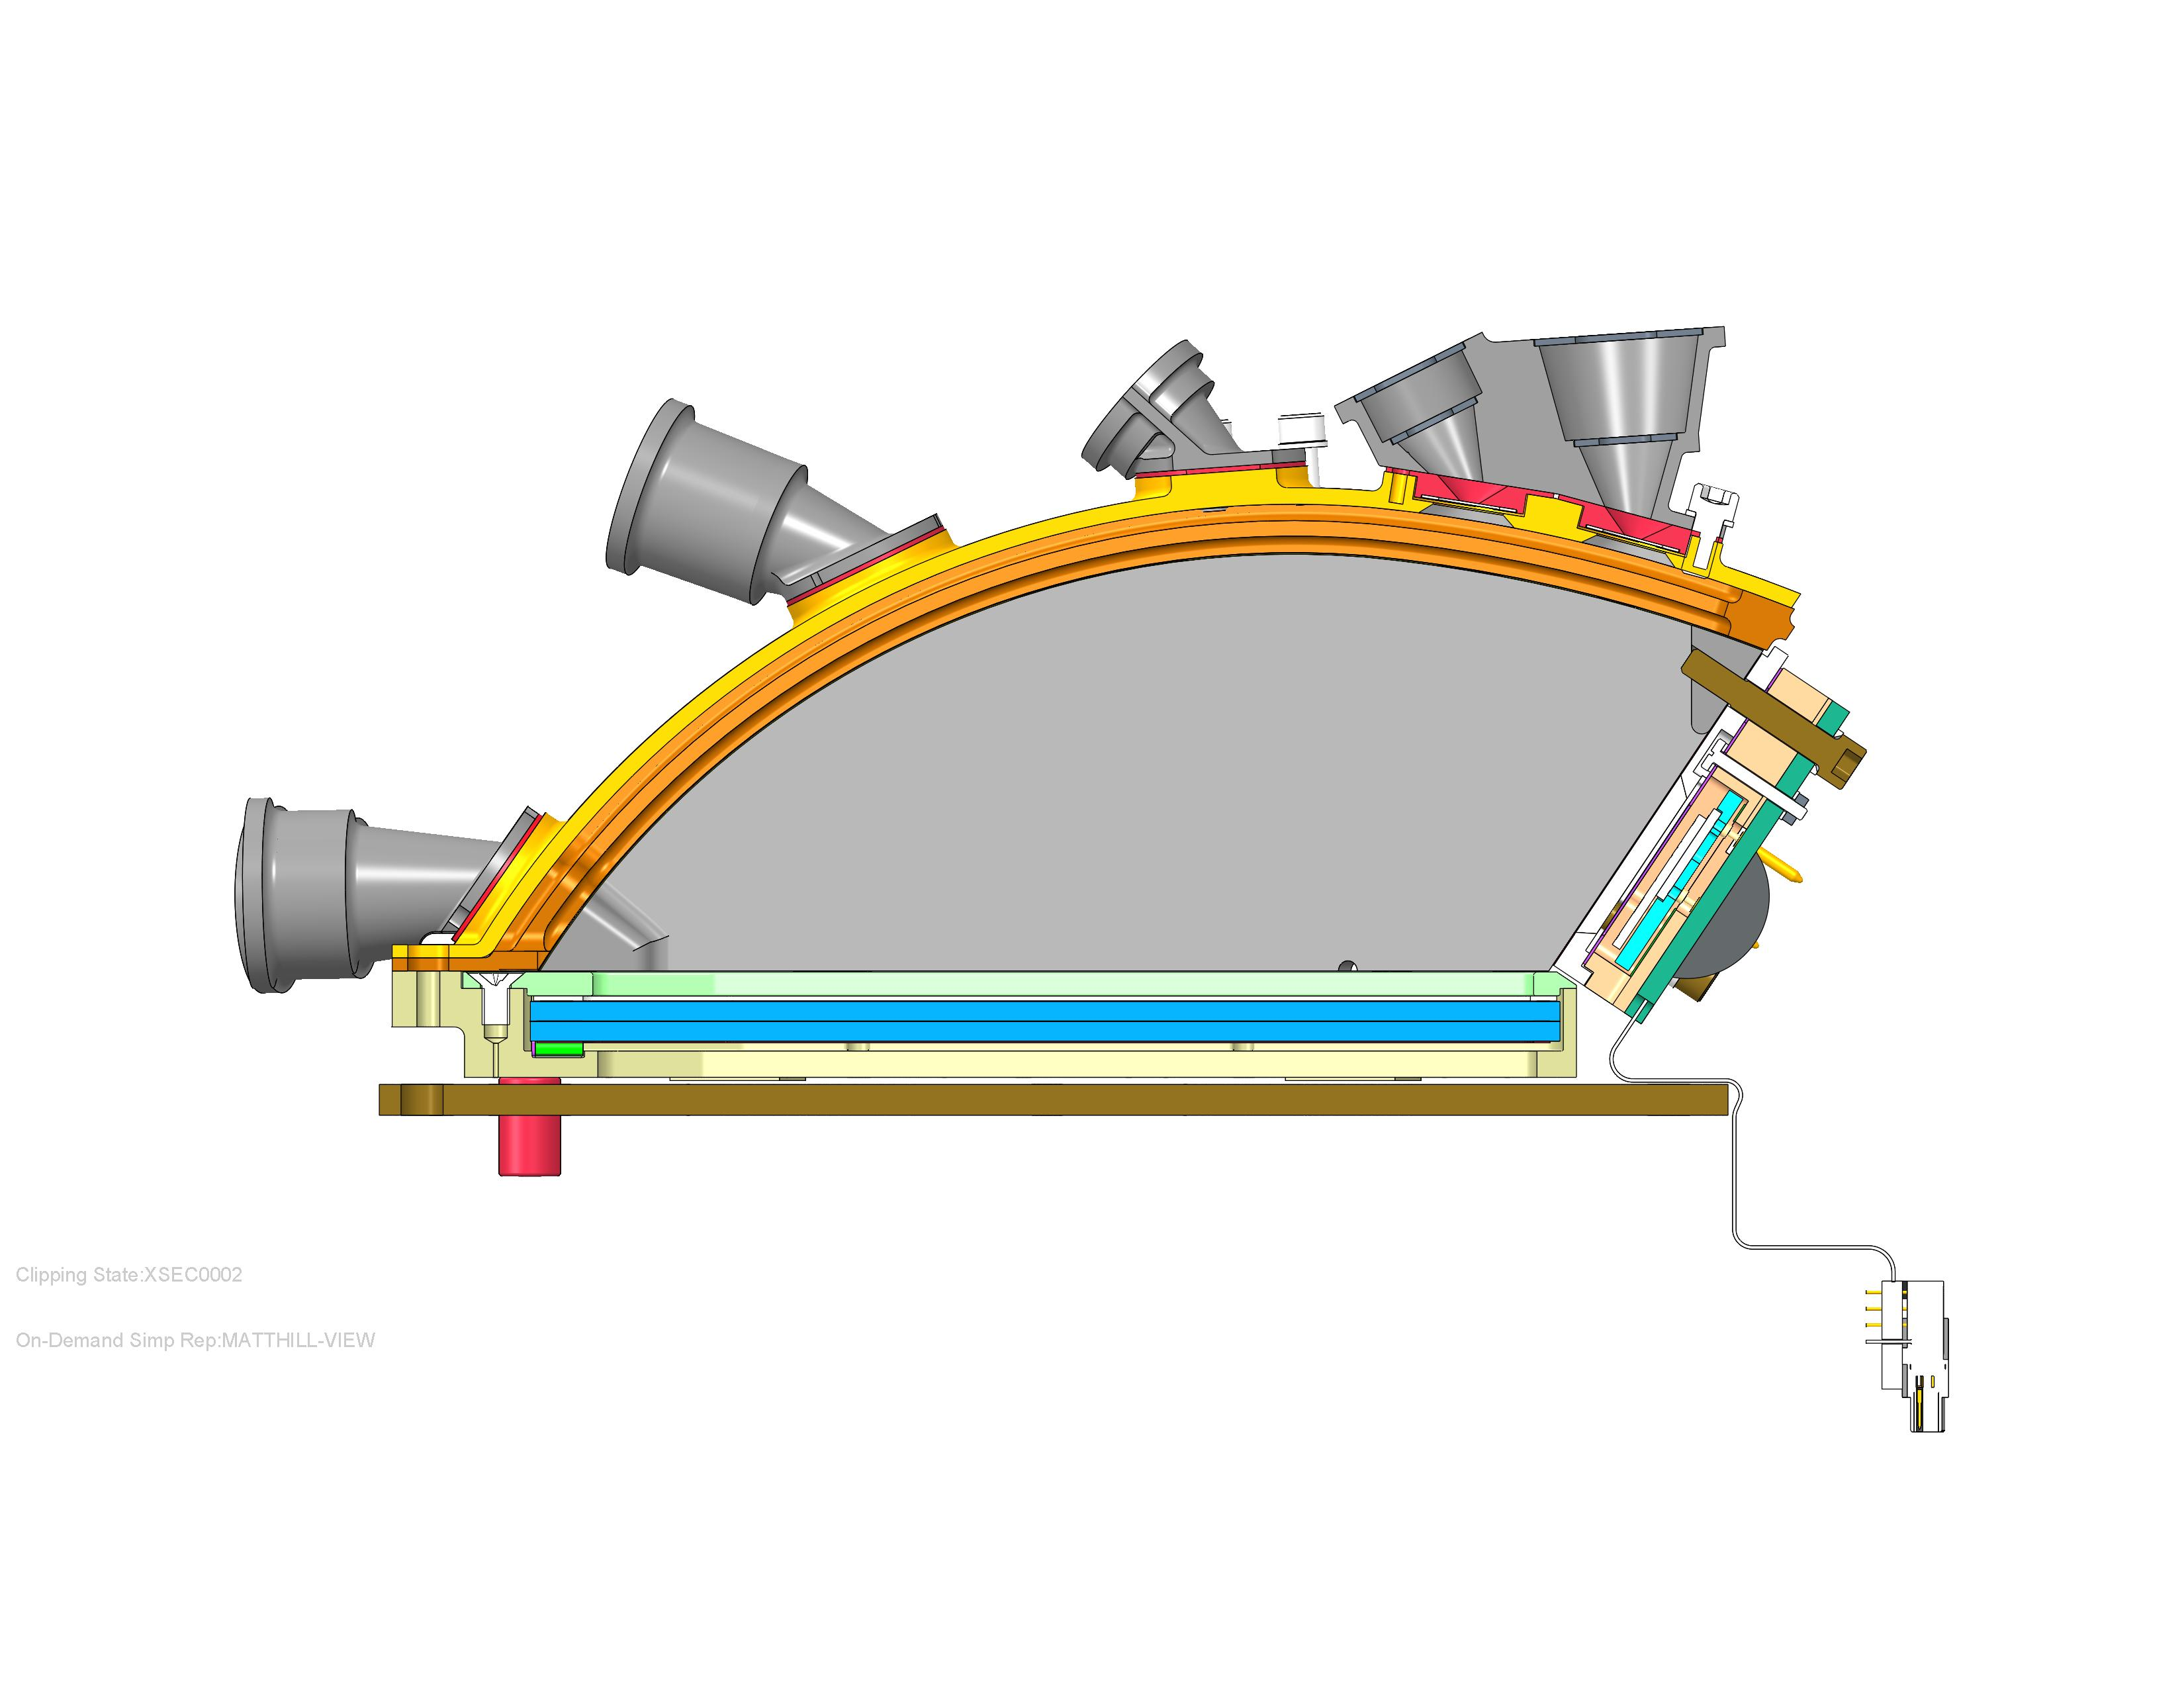 Clipping State:XSEC0002
On-Demand Simp Rep:MATTHILL-VIEW